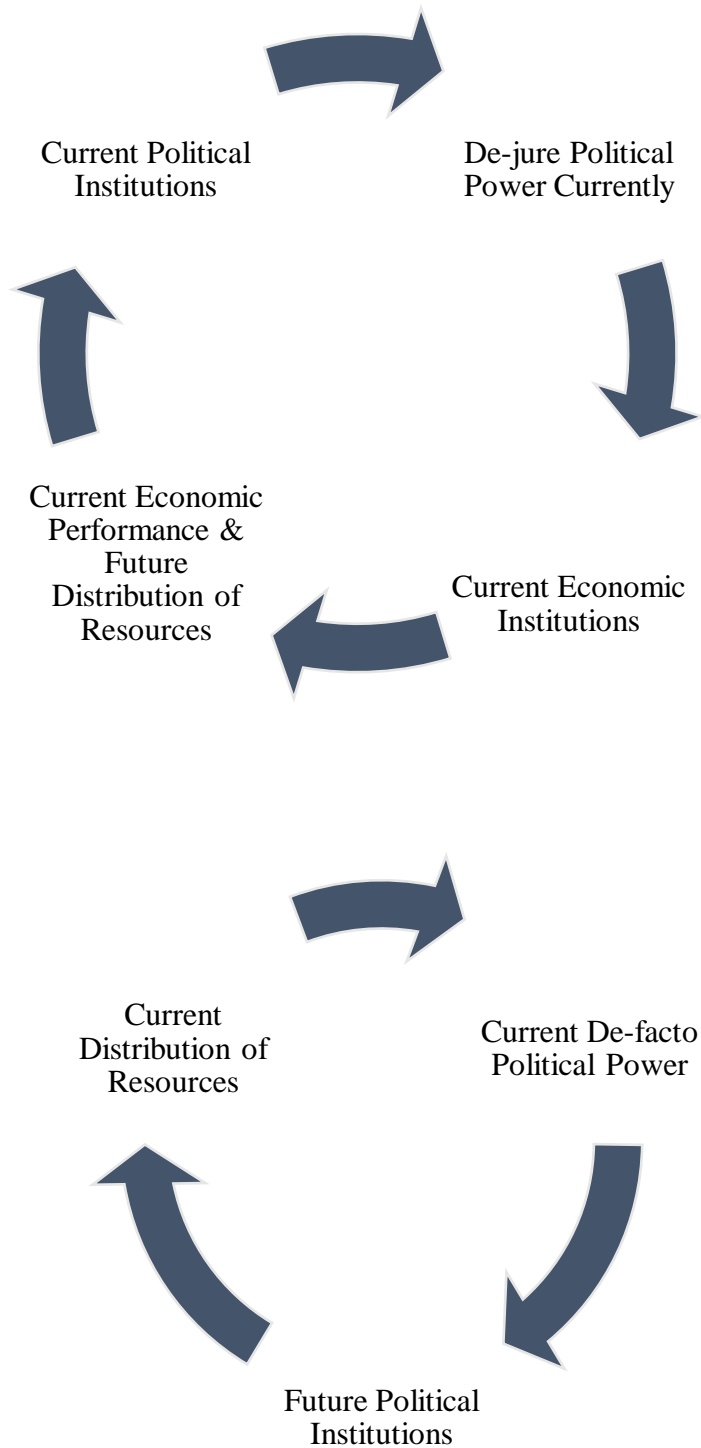 Current Political
Institutions
De-jure Political
Power Currently
Current Economic
Performance &
Future
Distribution of
Resources
Current Economic
Institutions
Current
Distribution of
Resources
Current De-facto
Political Power
Future Political
Institutions